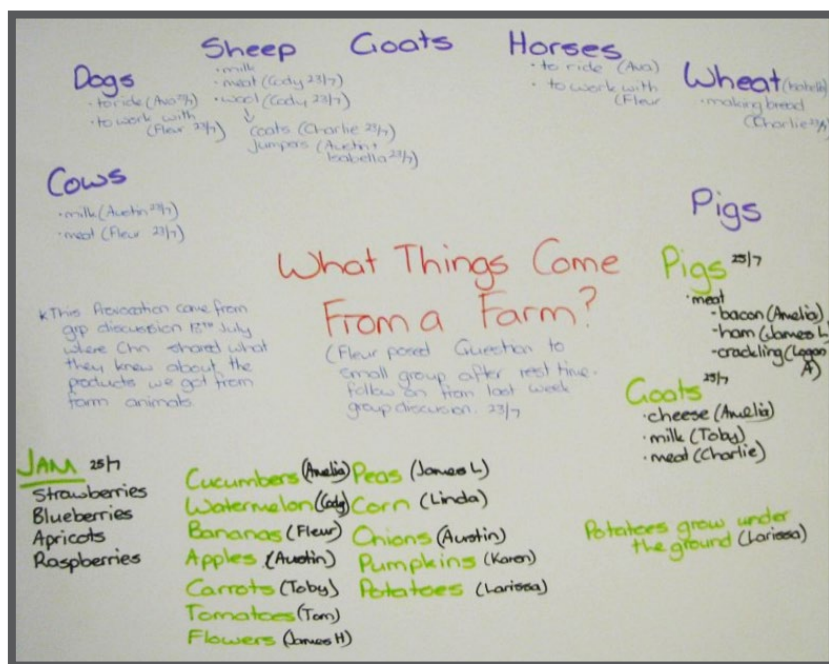 Dogs
· to ride (Ava 23/7)
· to work with
(Fleur 23/7)
Sheep
· milk
· meat (Cody 23/7)
· wool (Cody 23/7)
↓
coats (Charlie 23/7)
jumpers (Austin +
Isabella 23/7)
Goats
Horses
· to ride (Ava)
· to work with
(Fleur
Wheat (Isabella)
· making bread
(Charlie 23/7)
Cows
· milk (Austin 23/7)
· meat (Fleur 23/7)
Pigs
What Things Come
From a Farm?
(Fleur posed Question to
small group after rest time.
follow on from last week
group discussion. 23/7
* This Provocation came from
grp discussion July
where Chn shared what
they knew about the
products we got from
farm animals.
Pigs 25/7
· meat
- bacon (Amelia)
- ham (James L)
- crackling (Logan
A)
Goats 25/7
· cheese (Amelia)
· milk (Toby)
· meat (Charlie)
JAM 25/7
Strawberries
Blueberries
Apricots
Raspberries
Cucumbers (Amelia)
Watermelon (Cody)
Bananas (Fleur)
Apples (Austin)
Carrots (Toby)
Tomatoes (Tom)
Flowers (James H)
Peas (James L)
Corn (Linda)
Onions (Austin)
Pumpkins (Karen)
Potatoes (Larissa)
Potatoes grow under
the ground (Larissa)